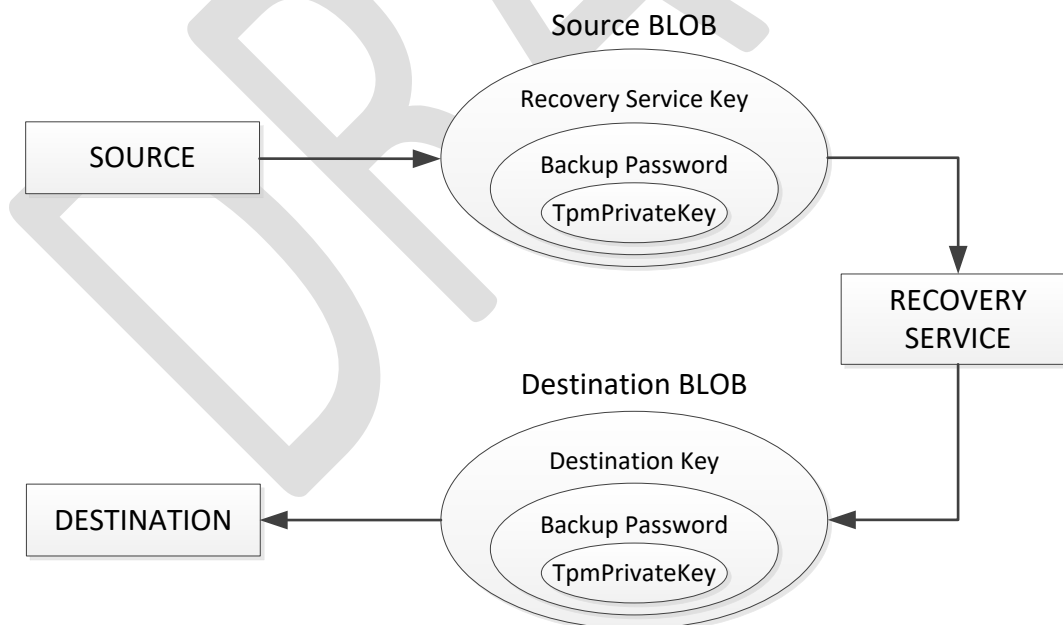 Source BLOB
Recovery Service Key
SOURCE
Backup Password
TpmPrivateKey
RECOVERY
SERVICE
Destination BLOB
Destination Key
DESTINATION
Backup Password
TpmPrivateKey